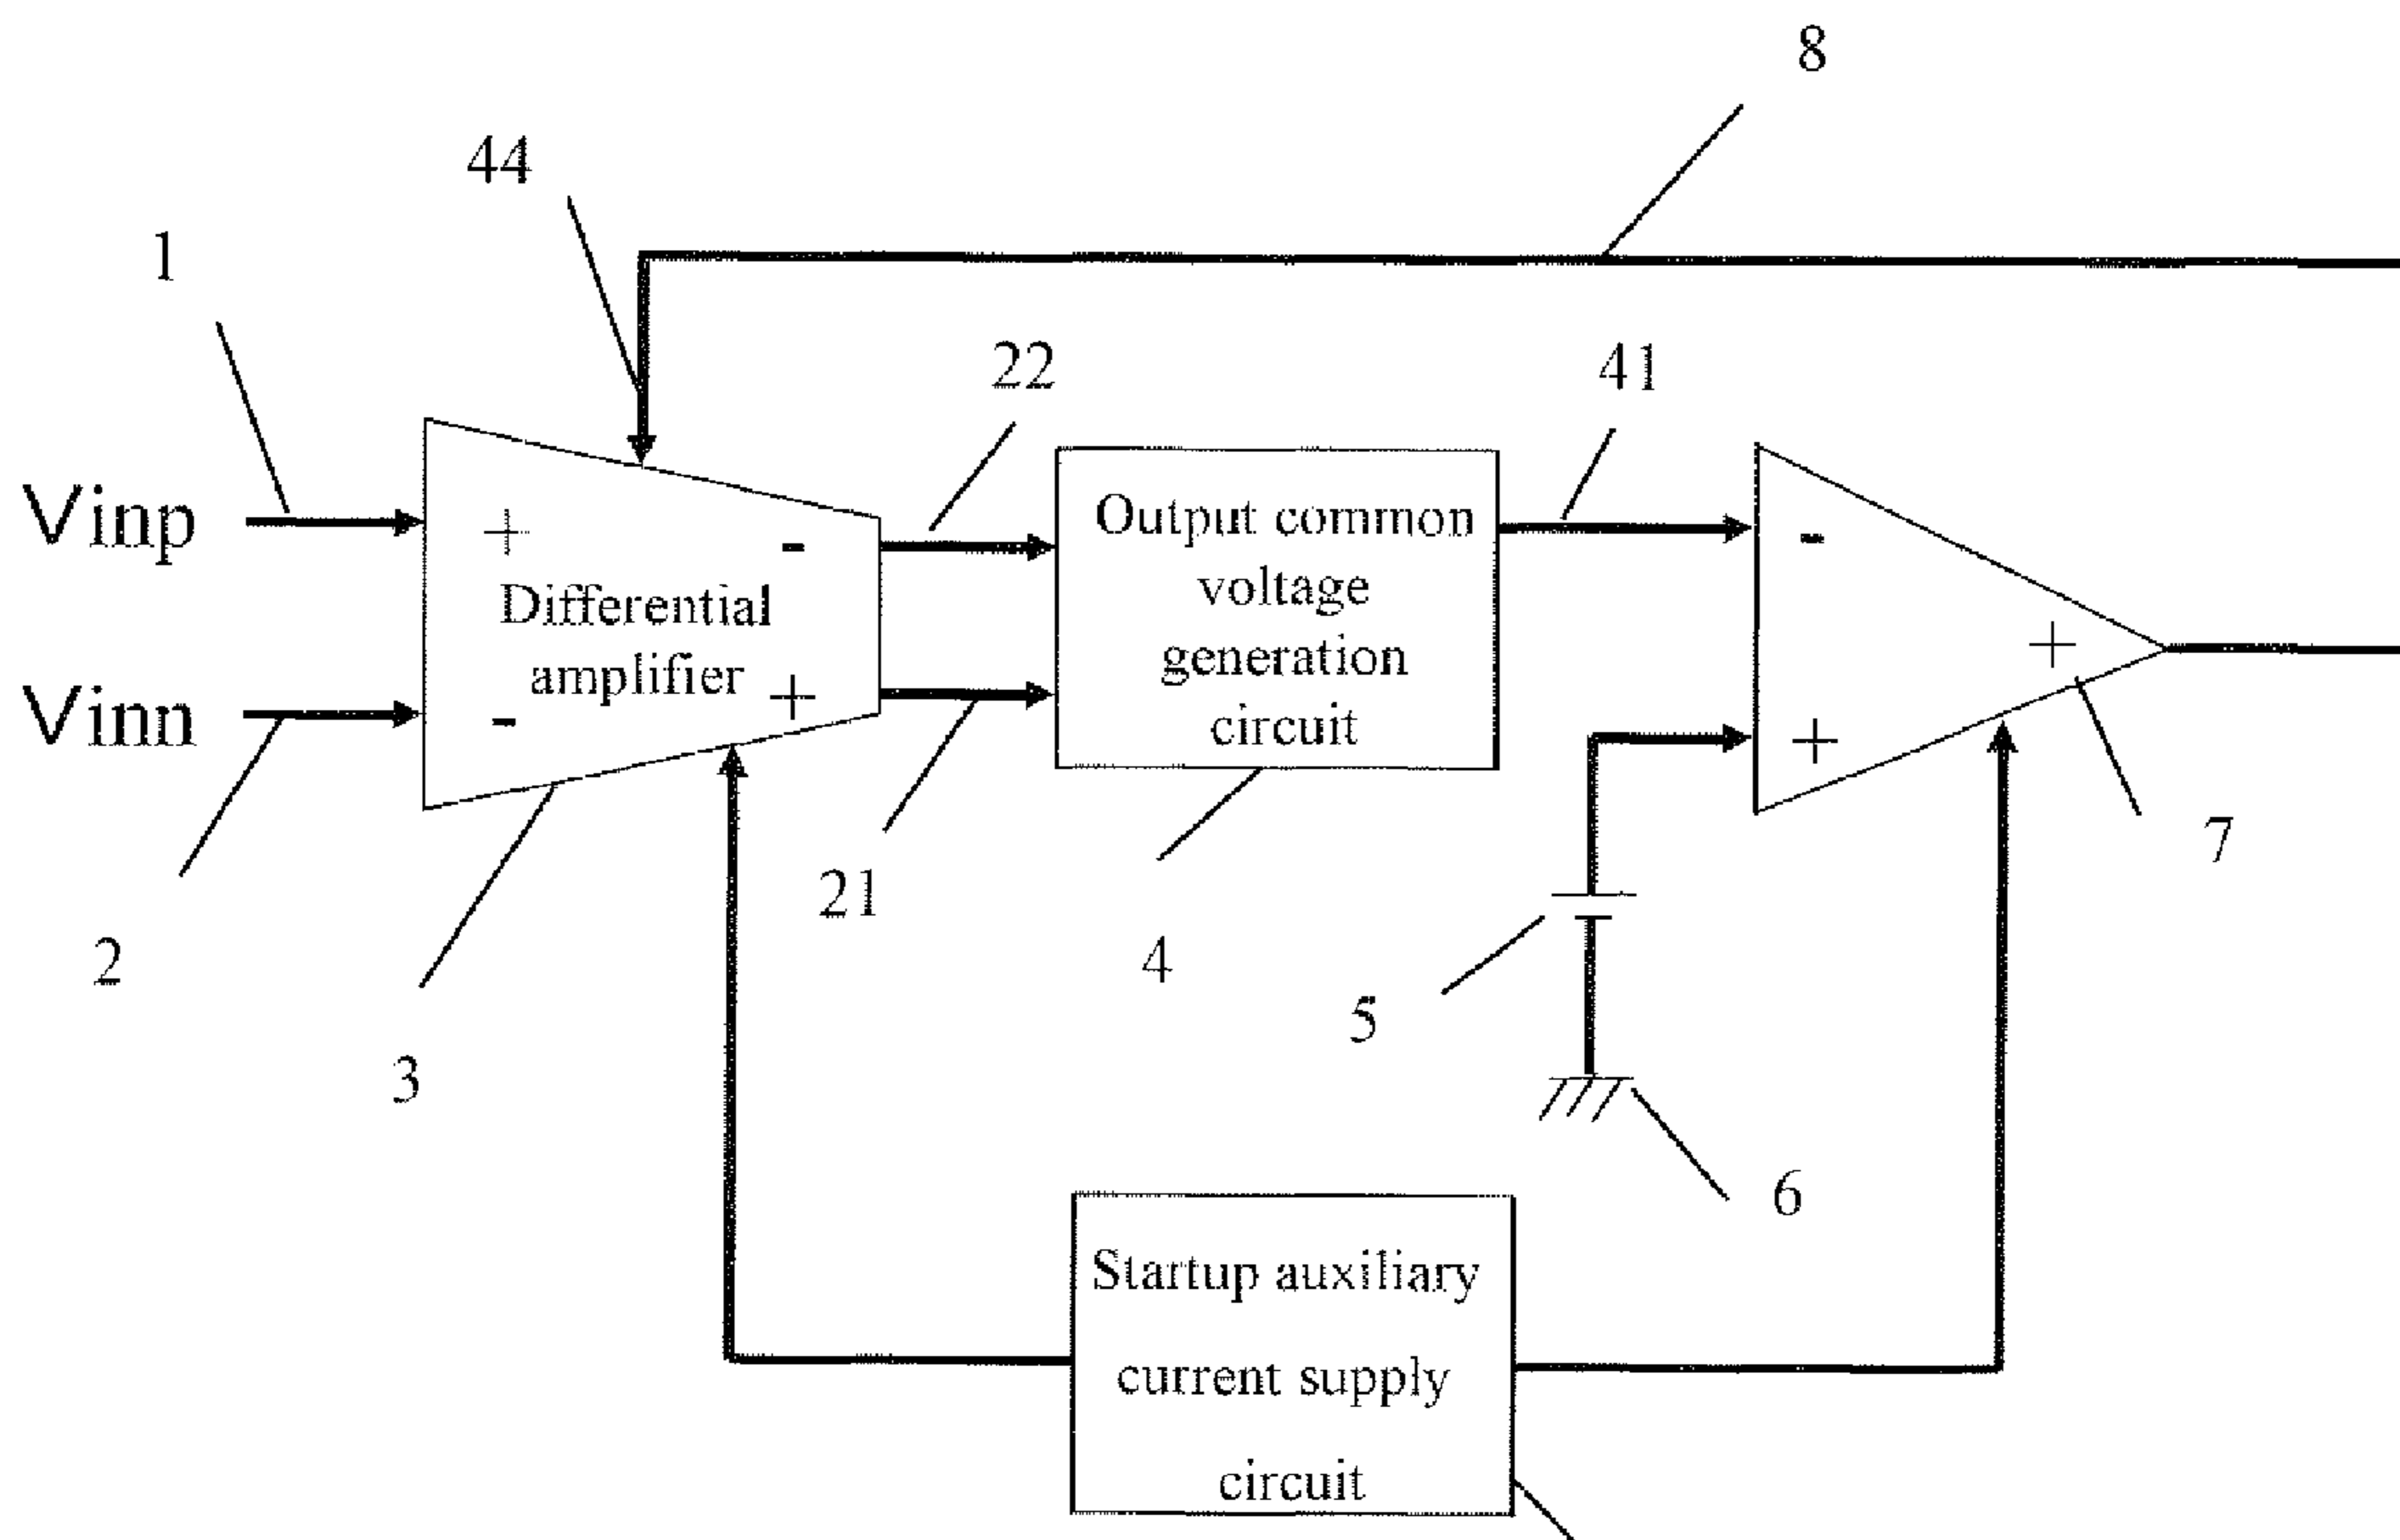 8
44
1
22
41
Vinp
+
-
Differential
amplifier
Output common
voltage
generation
circuit
-
+
Vinn
-
+
+
7
21
2
4
5
3
6
Startup auxiliary
current supply
circuit